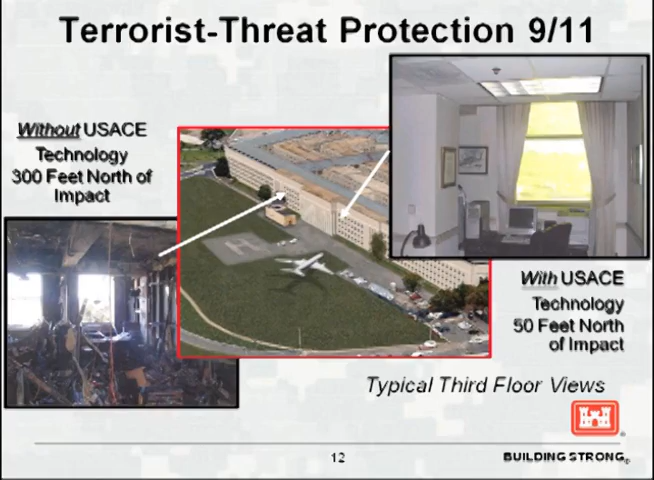 Terrorist-Threat Protection 9/11
Without USACE
Technology
300 Feet North of
Impact
With USACE
Technology
50 Feet North
of Impact
Typical Third Floor Views
12
BUILDING STRONG®